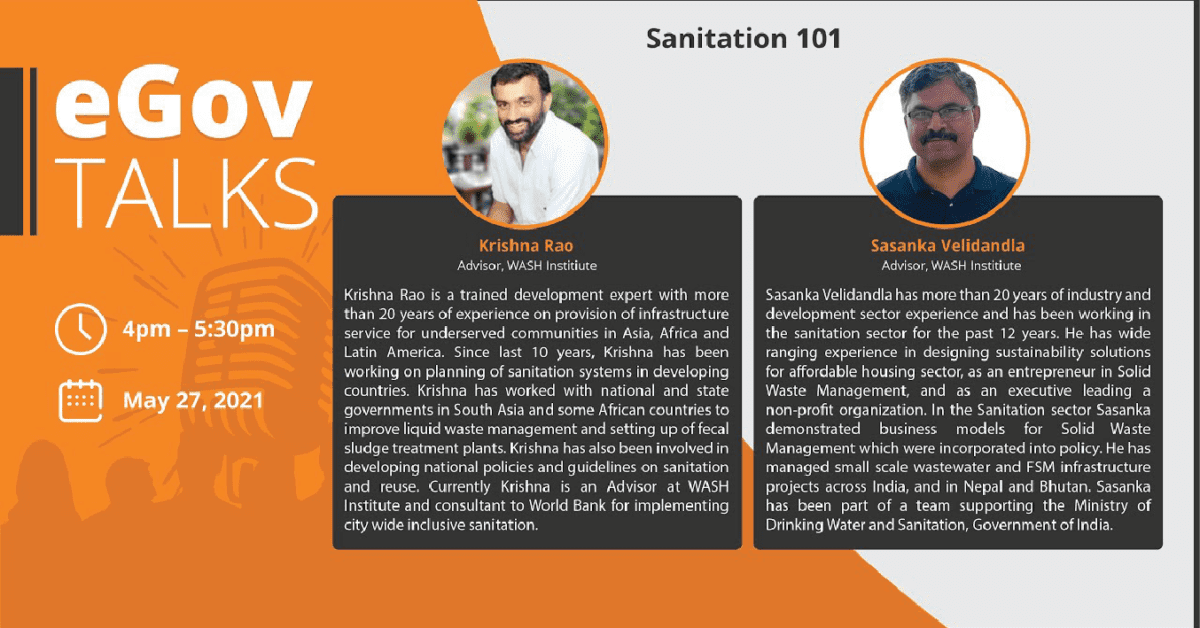 Sanitation 101
eGov
TALKS
4pm – 5:30pm
May 27, 2021
Krishna Rao
Advisor, WASH Institiute
Krishna Rao is a trained development expert with more
than 20 years of experience on provision of infrastructure
service for underserved communities in Asia, Africa and
Latin America. Since last 10 years, Krishna has been
working on planning of sanitation systems in developing
countries. Krishna has worked with national and state
governments in South Asia and some African countries to
improve liquid waste management and setting up of fecal
sludge treatment plants. Krishna has also been involved in
developing national policies and guidelines on sanitation
and reuse. Currently Krishna is an Advisor at WASH
Institute and consultant to World Bank for implementing
city wide inclusive sanitation.
Sasanka Velidandla
Advisor, WASH Institiute
Sasanka Velidandla has more than 20 years of industry and
development sector experience and has been working in
the sanitation sector for the past 12 years. He has wide
ranging experience in designing sustainability solutions
for affordable housing sector, as an entrepreneur in Solid
Waste Management, and as an executive leading a
non-profit organization. In the Sanitation sector Sasanka
demonstrated business models for Solid Waste
Management which were incorporated into policy. He has
managed small scale wastewater and FSM infrastructure
projects across India, and in Nepal and Bhutan. Sasanka
has been part of a team supporting the Ministry of
Drinking Water and Sanitation, Government of India.